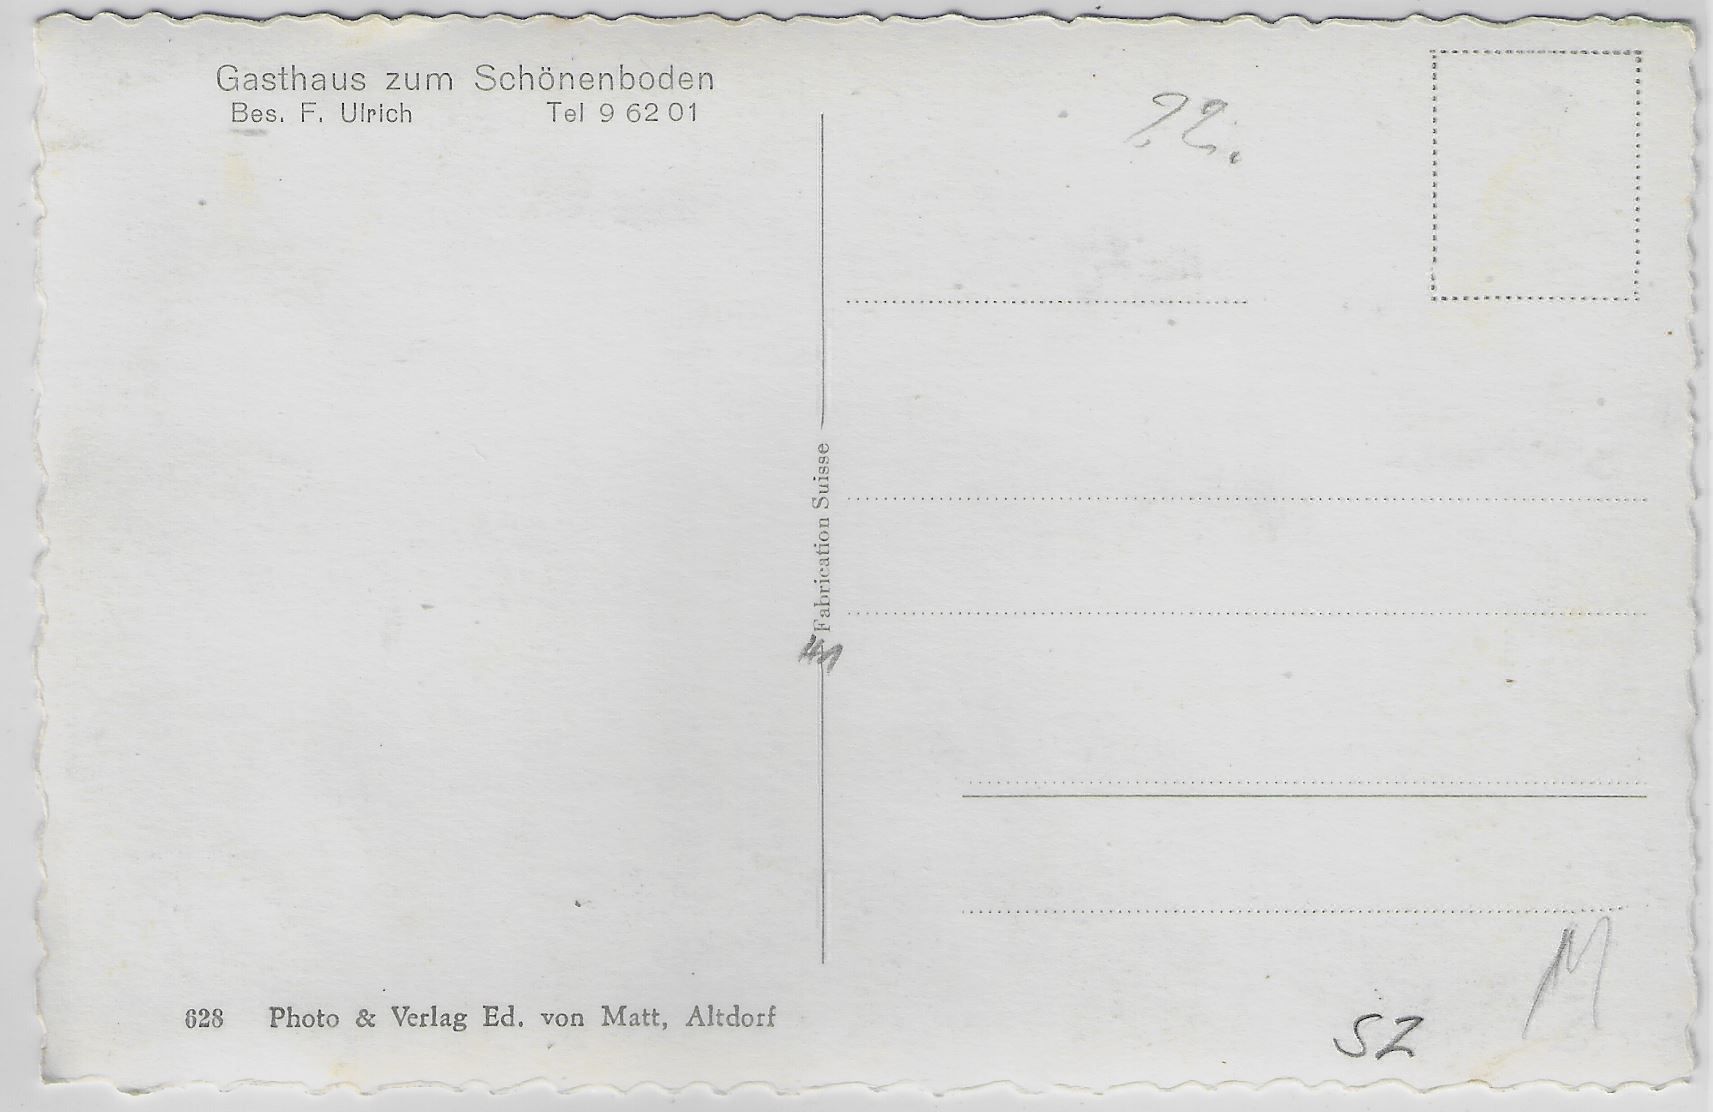 Gasthaus zum Schönenboden
Bes. F. Ulrich Tel 9 62 01
22.
Fabrication Suisse
628 Photo & Verlag Ed. von Matt, Altdorf
SZ
M